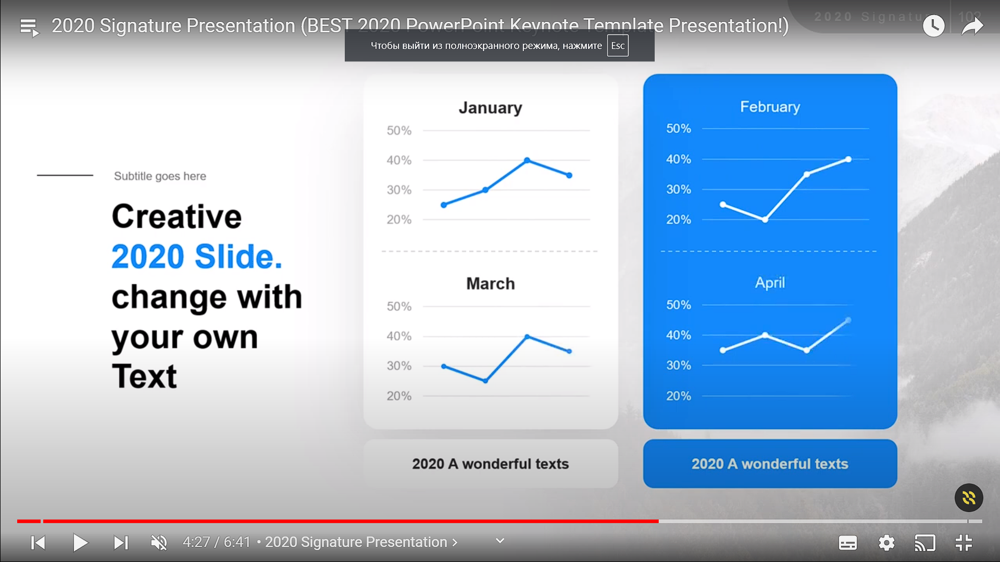 2020 Signature Presentation (BEST 2020 PowerPoint Keynote Template Presentation!)
2020 Signatu
102
Чтобы выйти из полноэкранного режима, нажмите Esc
Subtitle goes here
Creative
2020 Slide.
change with
your own
Text
January
50%
40%
30%
20%
March
50%
40%
30%
20%
2020 A wonderful texts
February
50%
40%
30%
20%
April
50%
40%
30%
20%
2020 A wonderful texts
4:27 / 6:41 • 2020 Signature Presentation